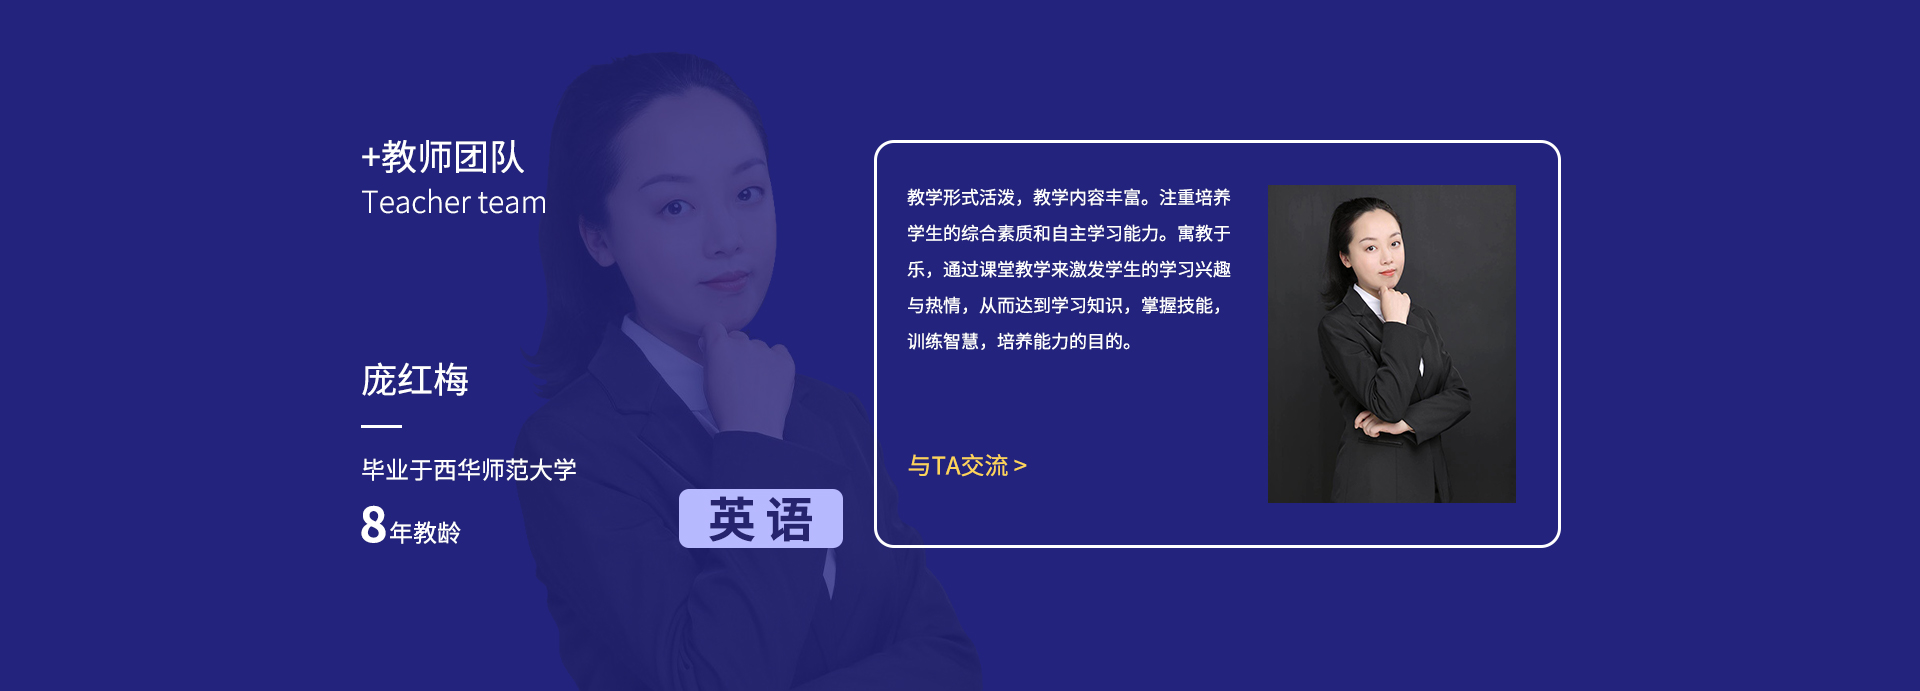 +教师团队
Teacher team
庞红梅
毕业于西华师范大学
8年教龄
英语
教学形式活泼，教学内容丰富。注重培养
学生的综合素质和自主学习能力。寓教于
乐，通过课堂教学来激发学生的学习兴趣
与热情，从而达到学习知识，掌握技能，
训练智慧，培养能力的目的。
与TA交流 >